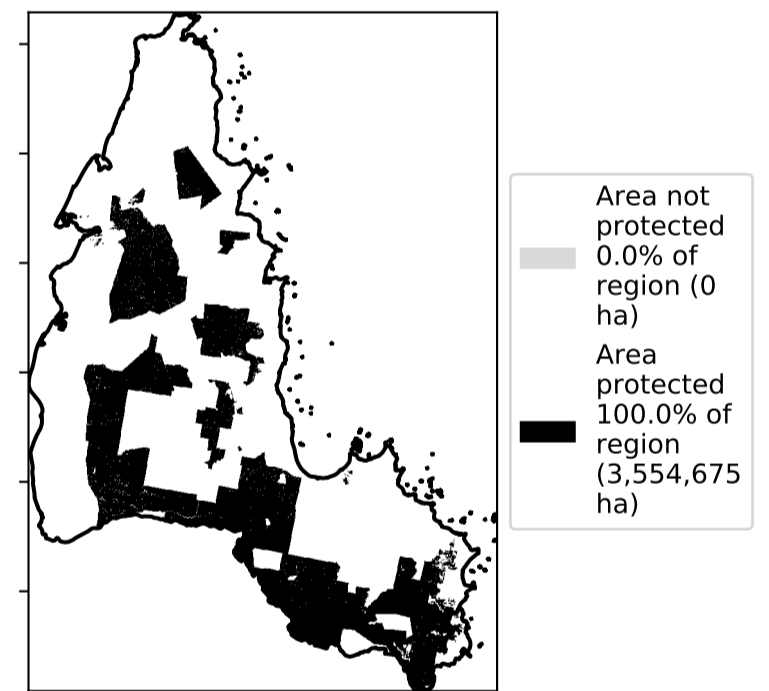 Area not
protected
0.0% of
region (0
ha)
Area
protected
100.0% of
region
(3,554,675
ha)